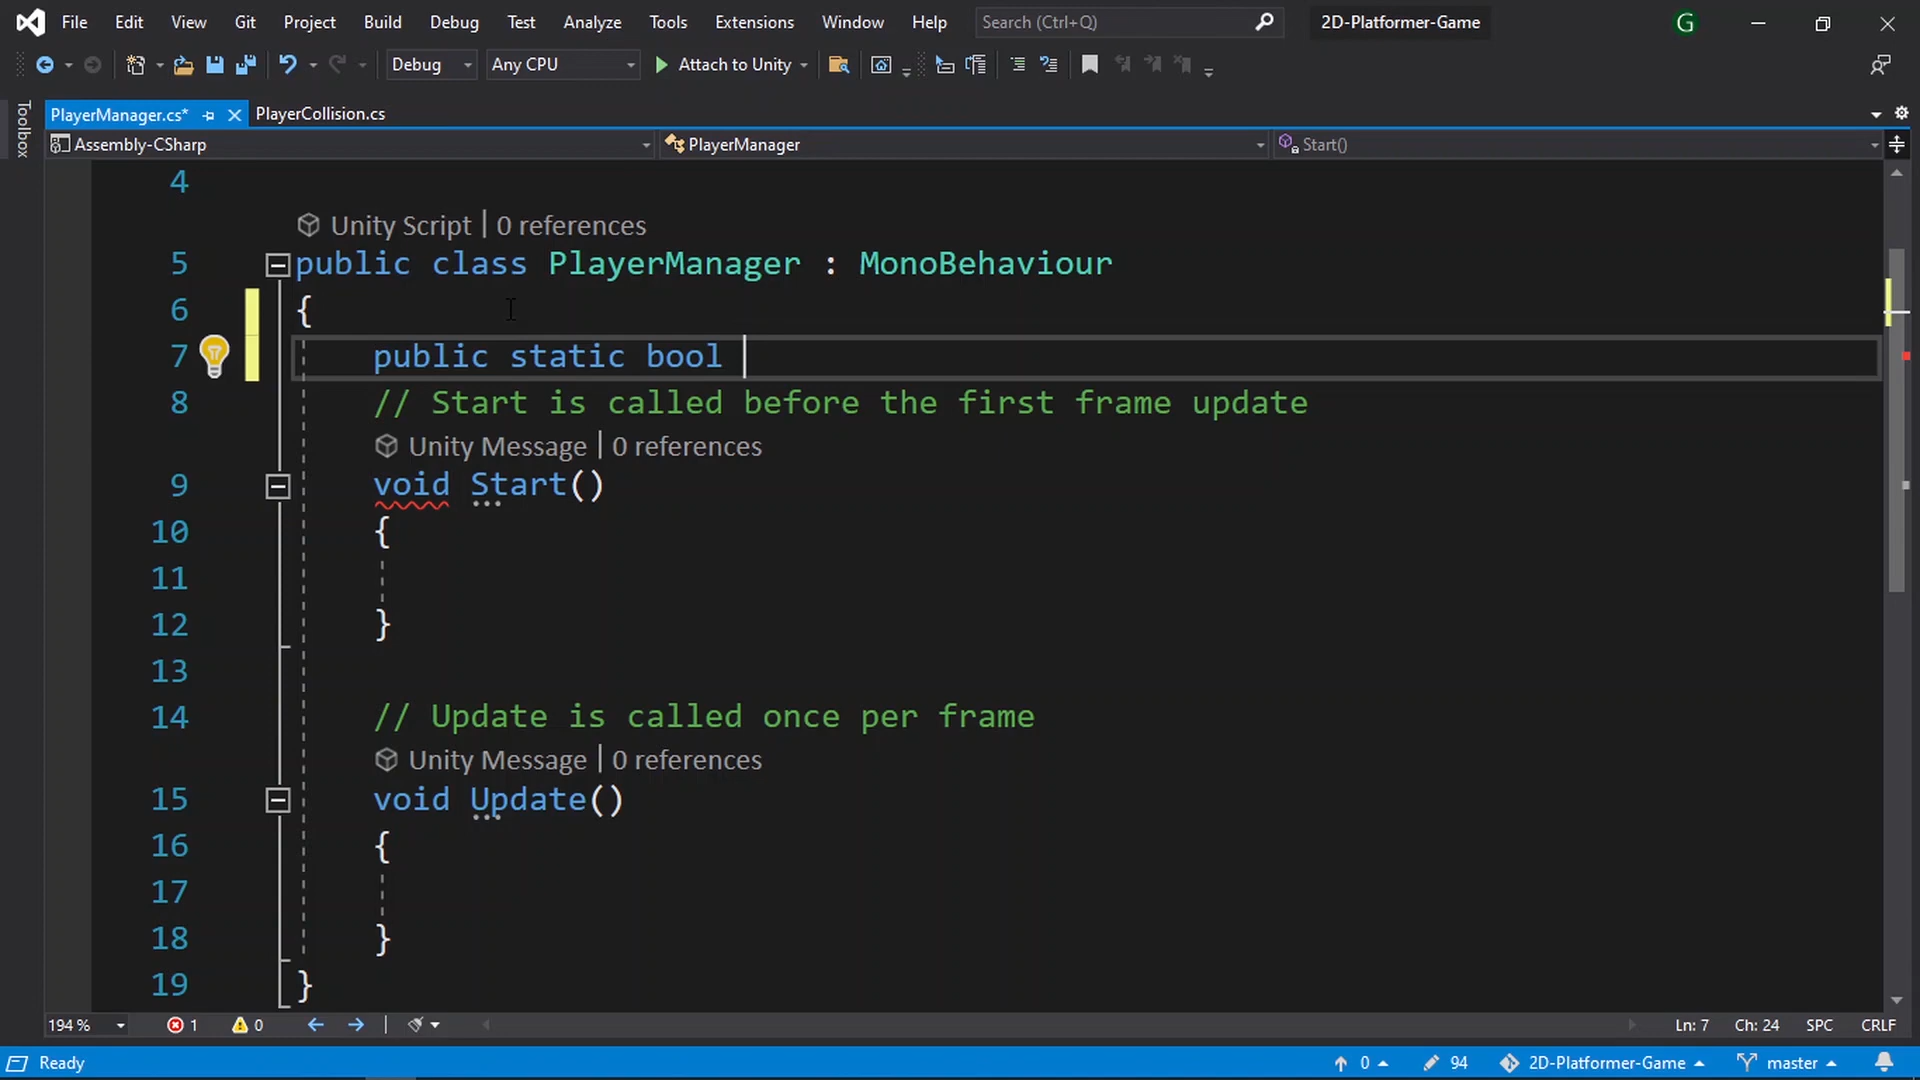 File Edit View Git Project Build Debug Test Analyze Tools Extensions Window Help Search (Ctrl+Q) 2D-Platformer-Game G
Debug Any CPU Attach to Unity
Toolbox
PlayerManager.cs* PlayerCollision.cs
Assembly-CSharp PlayerManager Start()
4
Unity Script | 0 references
5 public class PlayerManager : MonoBehaviour
6 {
7 public static bool
8 // Start is called before the first frame update
Unity Message | 0 references
9 void Start()
10 {
11
12 }
13
14 // Update is called once per frame
Unity Message | 0 references
15 void Update()
16 {
17
18 }
19 }
194 % 1 0 Ln: 7 Ch: 24 SPC CRLF
Ready 0 94 2D-Platformer-Game master